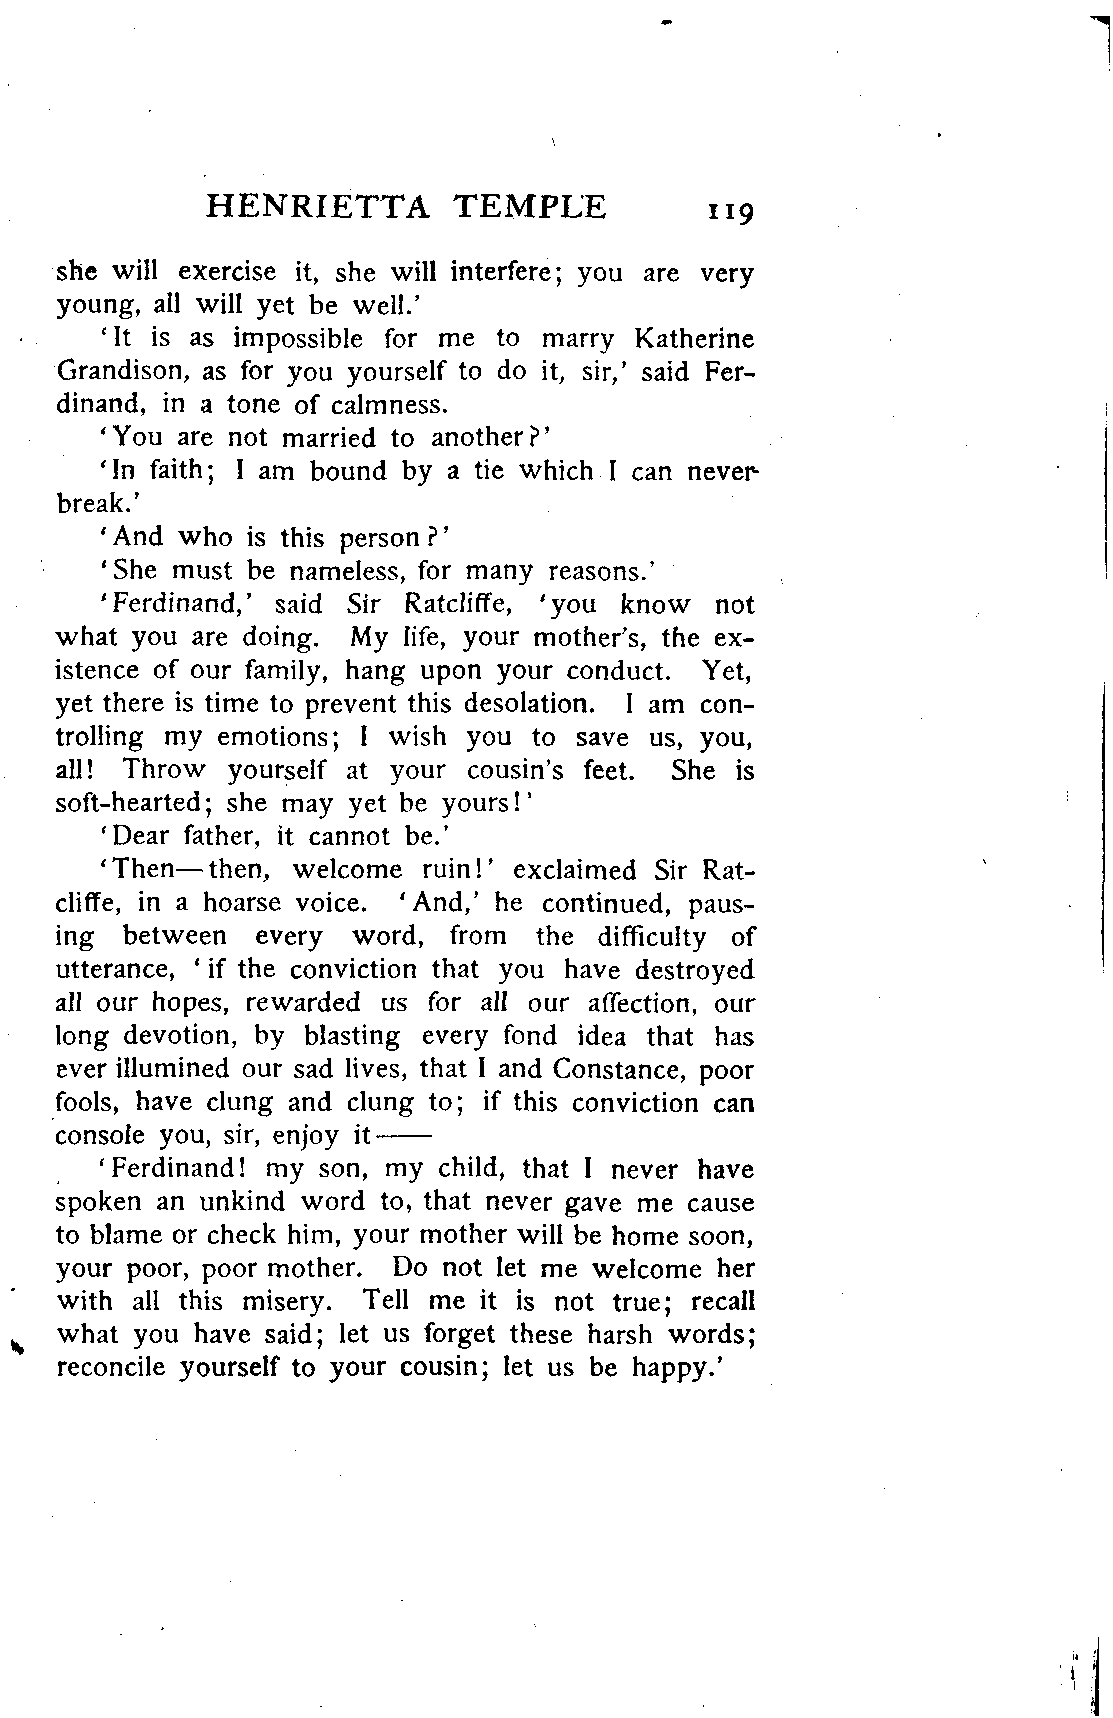 HENRIETTA TEMPLE 119
she will exercise it, she will interfere; you are very
young, all will yet be well.’
‘It is as impossible for me to marry Katherine
Grandison, as for you yourself to do it, sir,’ said Fer-
dinand, in a tone of calmness.
‘You are not married to another?’
‘In faith; I am bound by a tie which I can never
break.’
‘And who is this person?’
‘She must be nameless, for many reasons.’
‘Ferdinand,’ said Sir Ratcliffe, ‘you know not
what you are doing. My life, your mother’s, the ex-
istence of our family, hang upon your conduct. Yet,
yet there is time to prevent this desolation. I am con-
trolling my emotions; I wish you to save us, you,
all! Throw yourself at your cousin’s feet. She is
soft-hearted; she may yet be yours!’
‘Dear father, it cannot be.’
‘Then—then, welcome ruin!’ exclaimed Sir Rat-
cliffe, in a hoarse voice. ‘And,’ he continued, paus-
ing between every word, from the difficulty of
utterance, ‘if the conviction that you have destroyed
all our hopes, rewarded us for all our affection, our
long devotion, by blasting every fond idea that has
ever illumined our sad lives, that I and Constance, poor
fools, have clung and clung to; if this conviction can
console you, sir, enjoy it——
‘Ferdinand! my son, my child, that I never have
spoken an unkind word to, that never gave me cause
to blame or check him, your mother will be home soon,
your poor, poor mother. Do not let me welcome her
with all this misery. Tell me it is not true; recall
what you have said; let us forget these harsh words;
reconcile yourself to your cousin; let us be happy.’